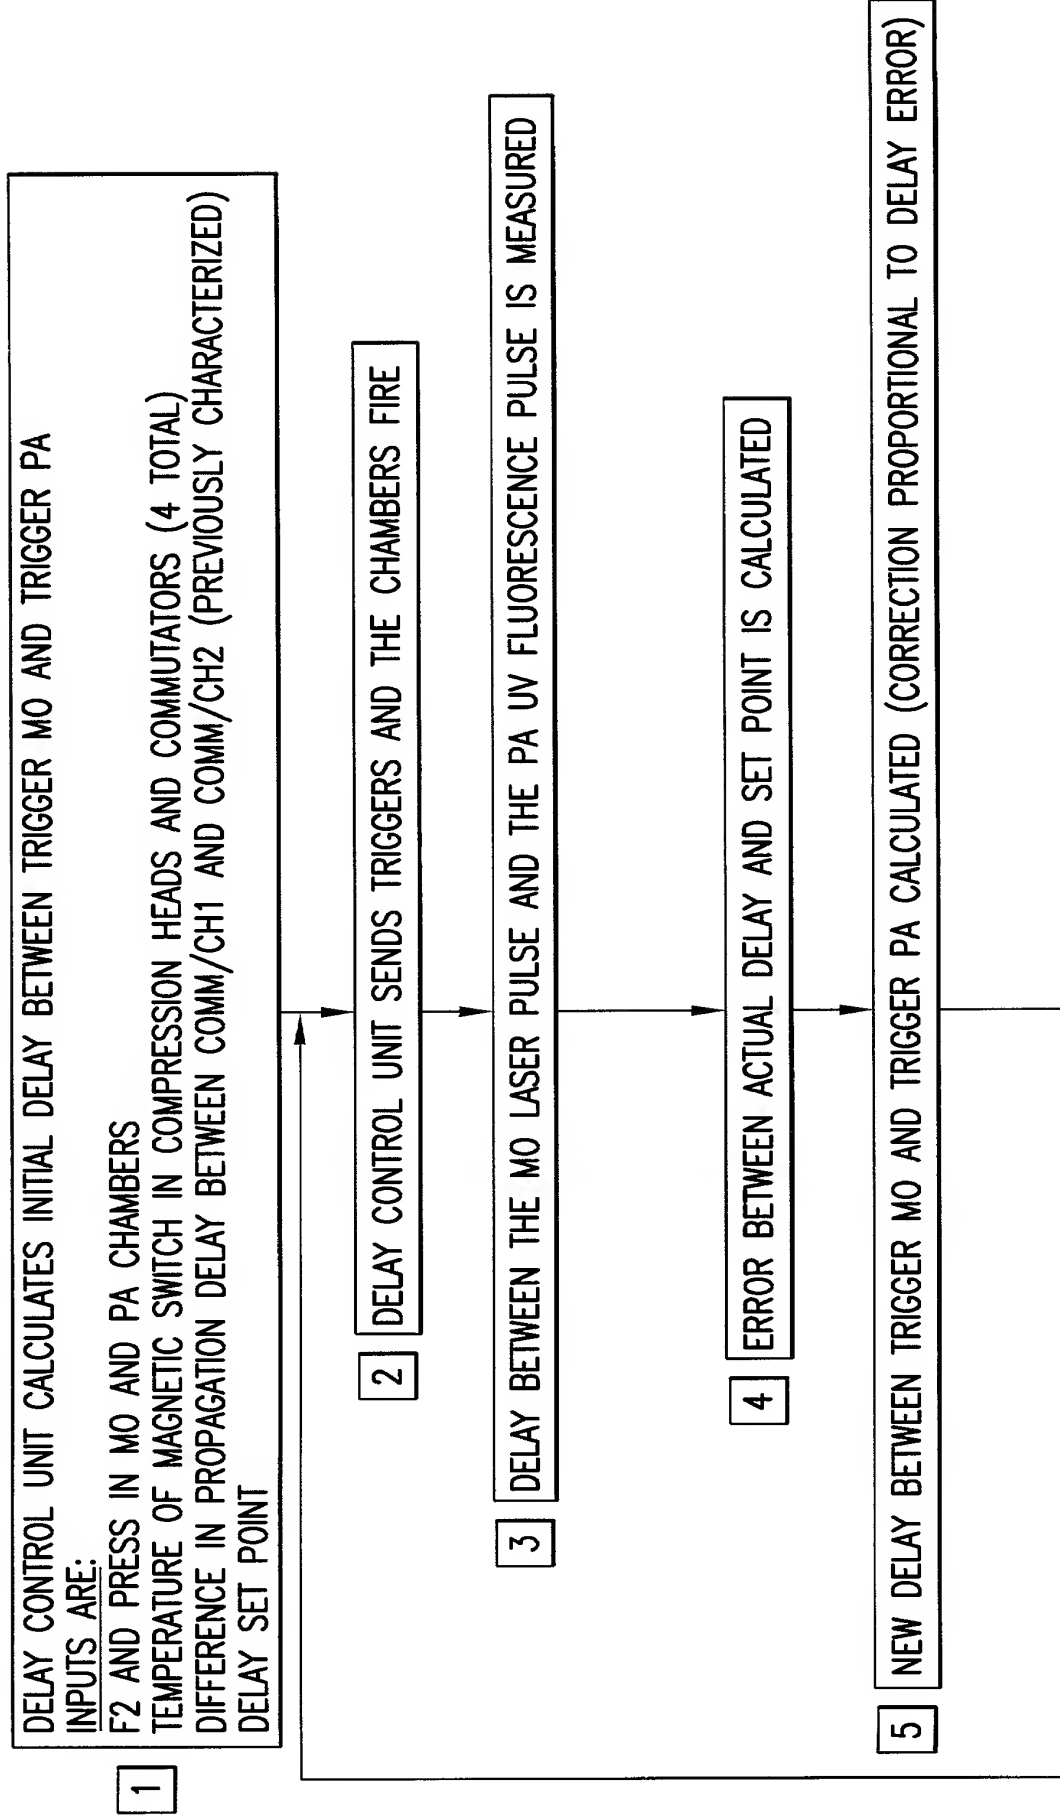 DELAY CONTROL UNIT CALCULATES INITIAL DELAY BETWEEN TRIGGER MO AND TRIGGER PA
INPUTS ARE:
F2 AND PRESS IN MO AND PA CHAMBERS
TEMPERATURE OF MAGNETIC SWITCH IN COMPRESSION HEADS AND COMMUTATORS (4 TOTAL)
DIFFERENCE IN PROPAGATION DELAY BETWEEN COMM/CH1 AND COMM/CH2 (PREVIOUSLY CHARACTERIZED)
DELAY SET POINT
1
2
DELAY CONTROL UNIT SENDS TRIGGERS AND THE CHAMBERS FIRE
3
DELAY BETWEEN THE MO LASER PULSE AND THE PA UV FLUORESCENCE PULSE IS MEASURED
4
ERROR BETWEEN ACTUAL DELAY AND SET POINT IS CALCULATED
5
NEW DELAY BETWEEN TRIGGER MO AND TRIGGER PA CALCULATED (CORRECTION PROPORTIONAL TO DELAY ERROR)